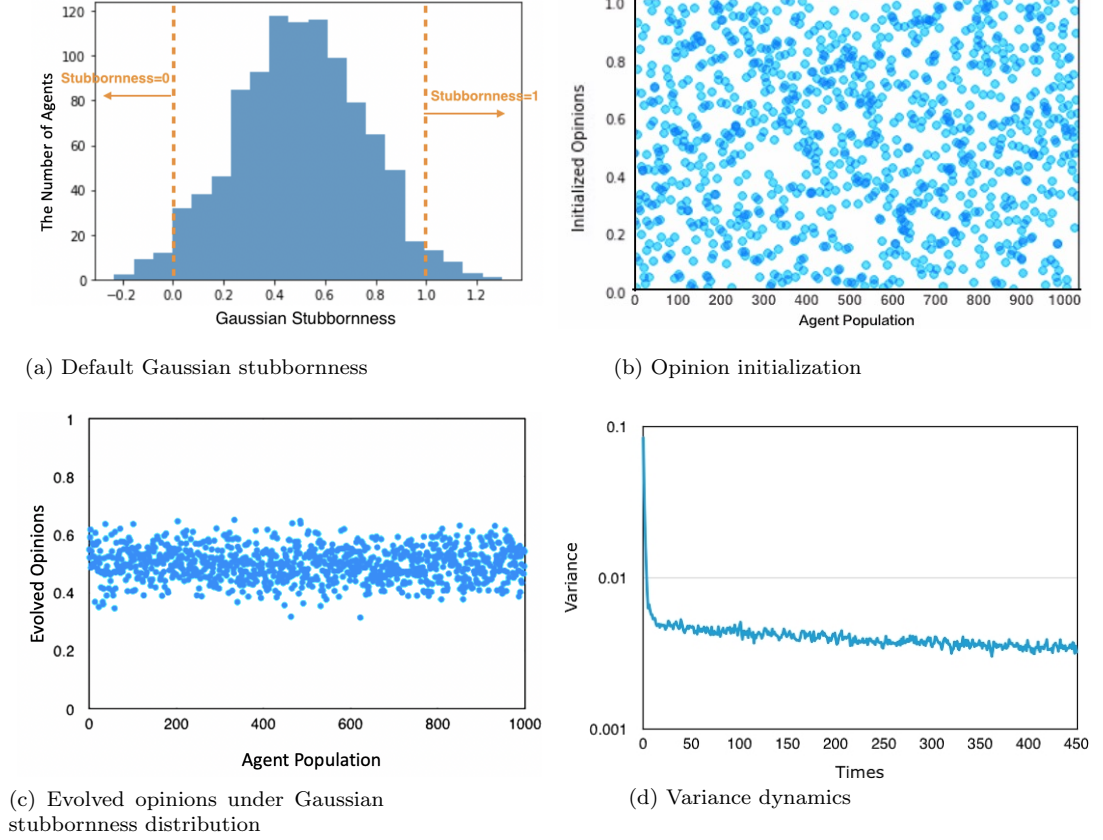 120
100
80
60
40
20
0
The Number of Agents
Stubbornness=0
Stubbornness=1
−0.2 0.0 0.2 0.4 0.6 0.8 1.0 1.2
Gaussian Stubbornness
(a) Default Gaussian stubbornness
1.0
0.8
0.6
0.4
0.2
0.0
Initialized Opinions
0 100 200 300 400 500 600 700 800 900 1000
Agent Population
(b) Opinion initialization
1
0.8
0.6
0.4
0.2
0
Evolved Opinions
0 200 400 600 800 1000
Agent Population
(c) Evolved opinions under Gaussian
stubbornness distribution
0.1
0.01
0.001
Variance
0 50 100 150 200 250 300 350 400 450
Times
(d) Variance dynamics